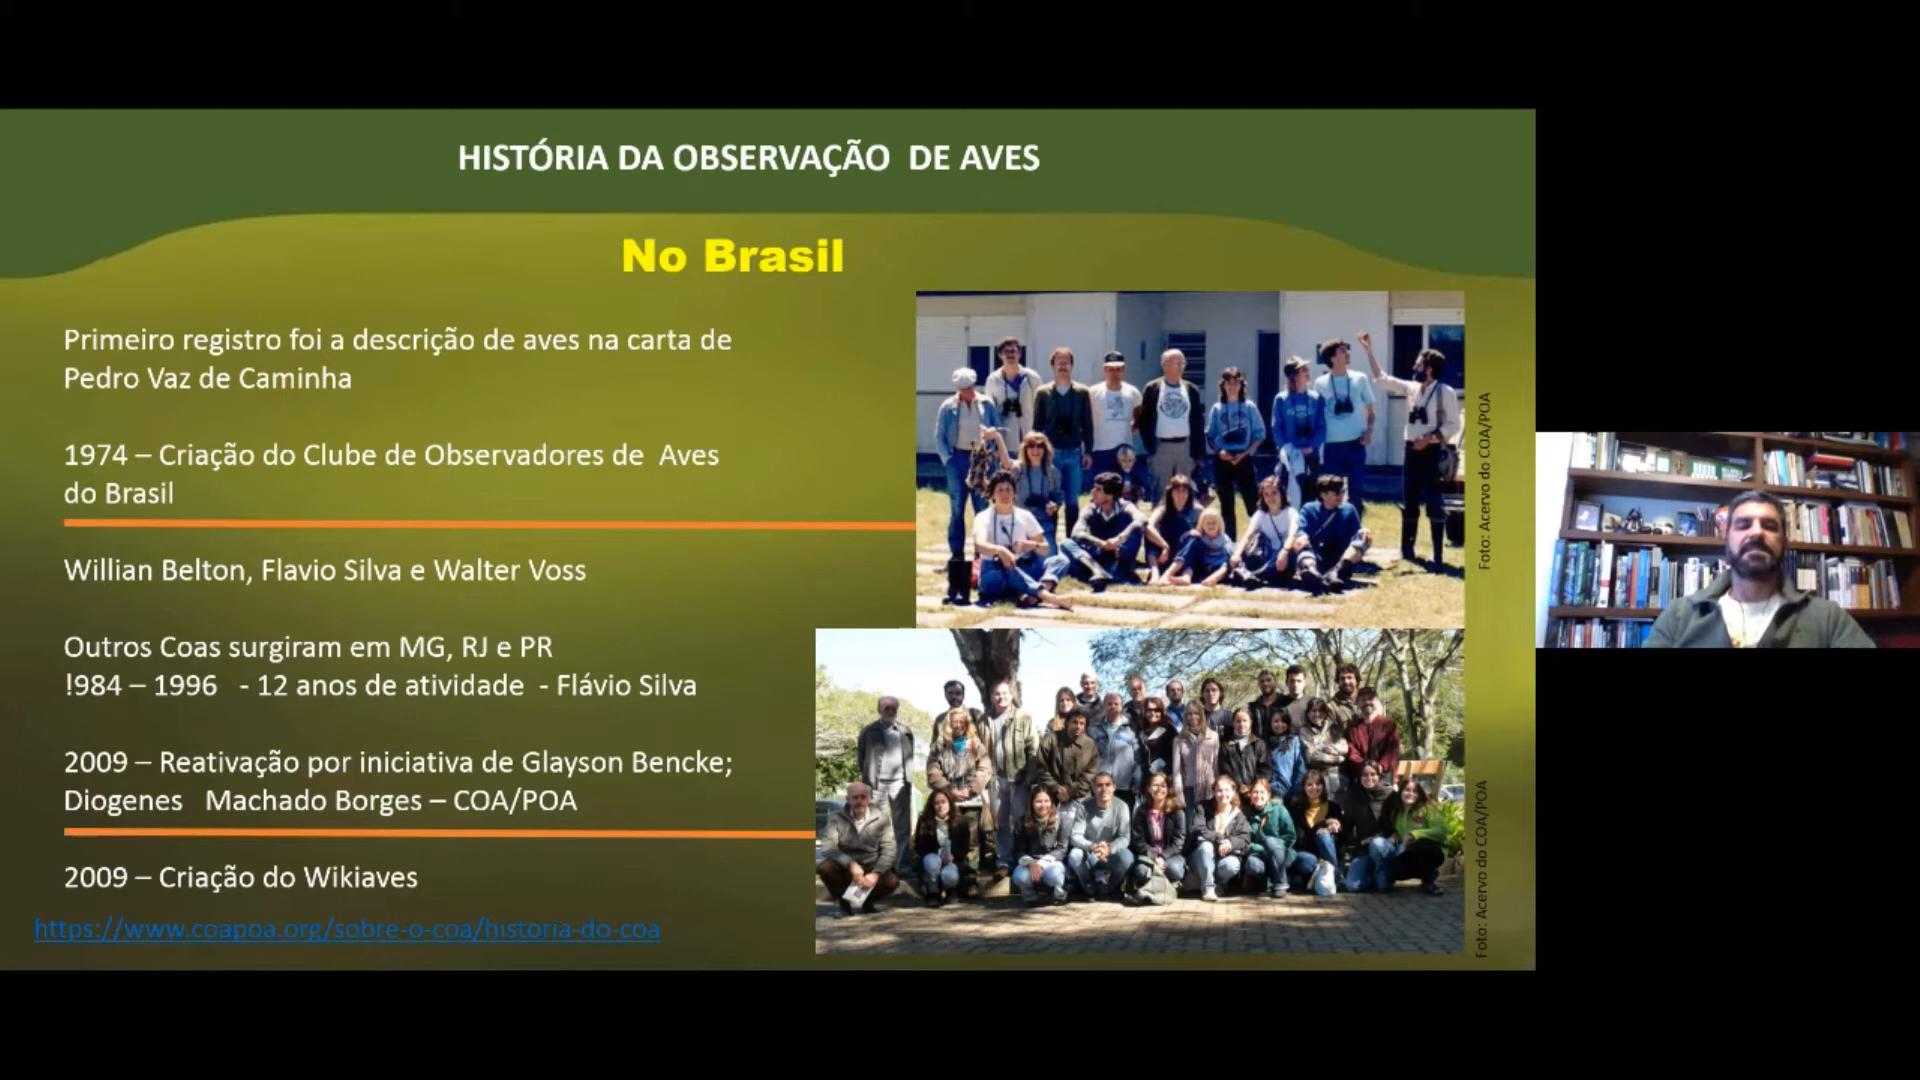 HISTÓRIA DA OBSERVAÇÃO  DE AVES
No Brasil
Primeiro registro foi a descrição de aves na carta de
Pedro Vaz de Caminha
1974 – Criação do Clube de Observadores de  Aves
do Brasil
Willian Belton, Flavio Silva e Walter Voss
Outros Coas surgiram em MG, RJ e PR
!984 – 1996   - 12 anos de atividade  - Flávio Silva
2009 – Reativação por iniciativa de Glayson Bencke;
Diogenes   Machado Borges – COA/POA
2009 – Criação do Wikiaves
https://www.coapoa.org/sobre-o-coa/historia-do-coa
Foto: Acervo do COA/POA
Foto: Acervo do COA/POA